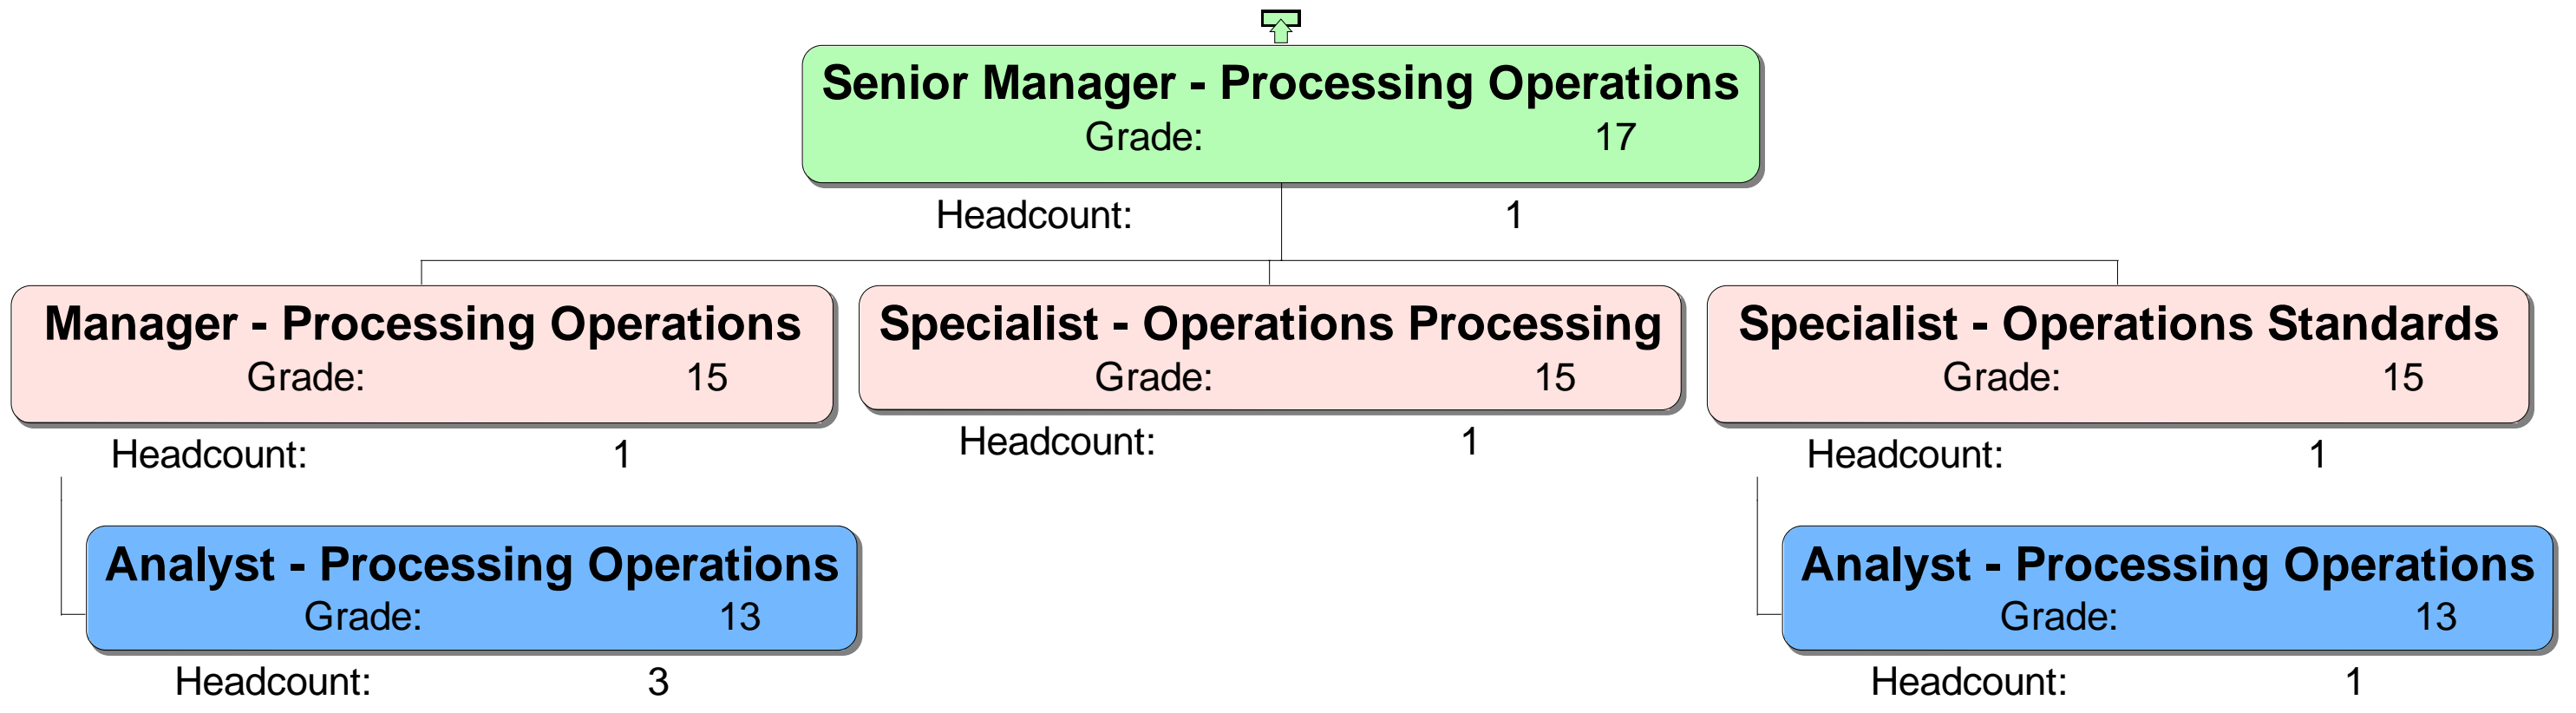 Senior Manager - Processing Operations
Grade: 17
Headcount: 1
Manager - Processing Operations
Grade: 15
Headcount: 1
Analyst - Processing Operations
Grade: 13
Headcount: 3
Specialist - Operations Processing
Grade: 15
Headcount: 1
Specialist - Operations Standards
Grade: 15
Headcount: 1
Analyst - Processing Operations
Grade: 13
Headcount: 1